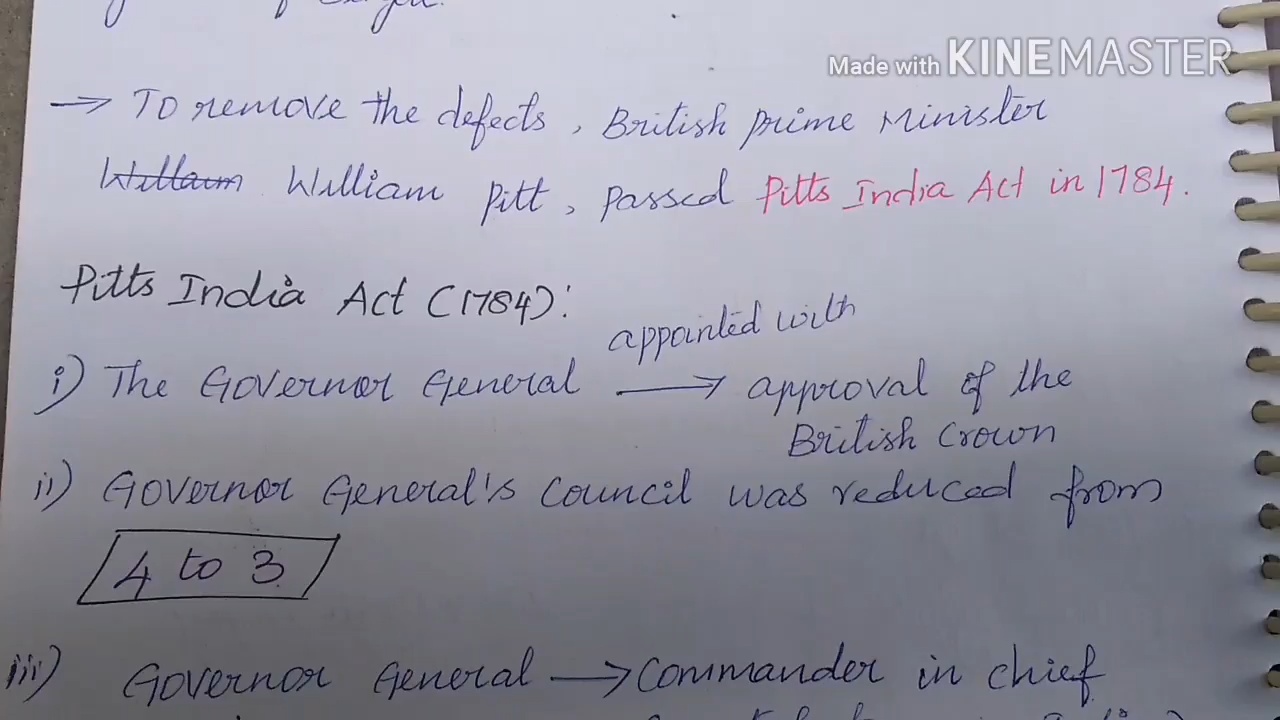 Made with KINEMASTER
→ To remove the defects, British prime Minister
William Pitt, passed Pitts India Act in 1784.
Pitts India Act (1784):
appointed with
i) The Governor General → approval of the
British Crown
ii) Governor General's Council was reduced from
4 to 3
iii) Governor General → Commander in chief